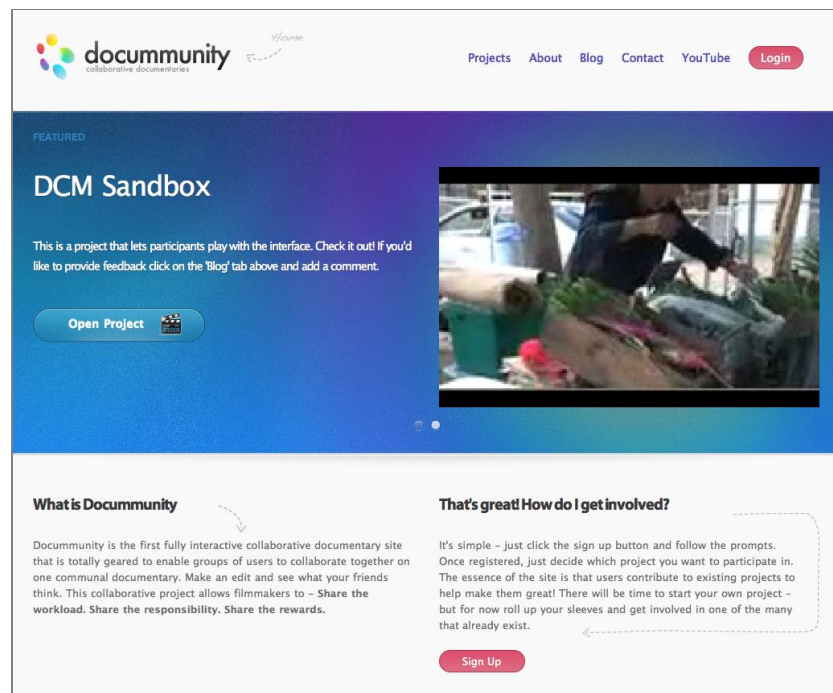 docummunity
collaborative documentaries
Home
Projects About Blog Contact YouTube Login
FEATURED
DCM Sandbox
This is a project that lets participants play with the interface. Check it out! If you'd
like to provide feedback click on the 'Blog' tab above and add a comment.
Open Project
What is Docummunity
Docummunity is the first fully interactive collaborative documentary site
that is totally geared to enable groups of users to collaborate together on
one communal documentary. Make an edit and see what your friends
think. This collaborative project allows filmmakers to – Share the
workload. Share the responsibility. Share the rewards.
That's great! How do I get involved?
It's simple – just click the sign up button and follow the prompts.
Once registered, just decide which project you want to participate in.
The essence of the site is that users contribute to existing projects to
help make them great! There will be time to start your own project –
but for now roll up your sleeves and get involved in one of the many
that already exist.
Sign Up